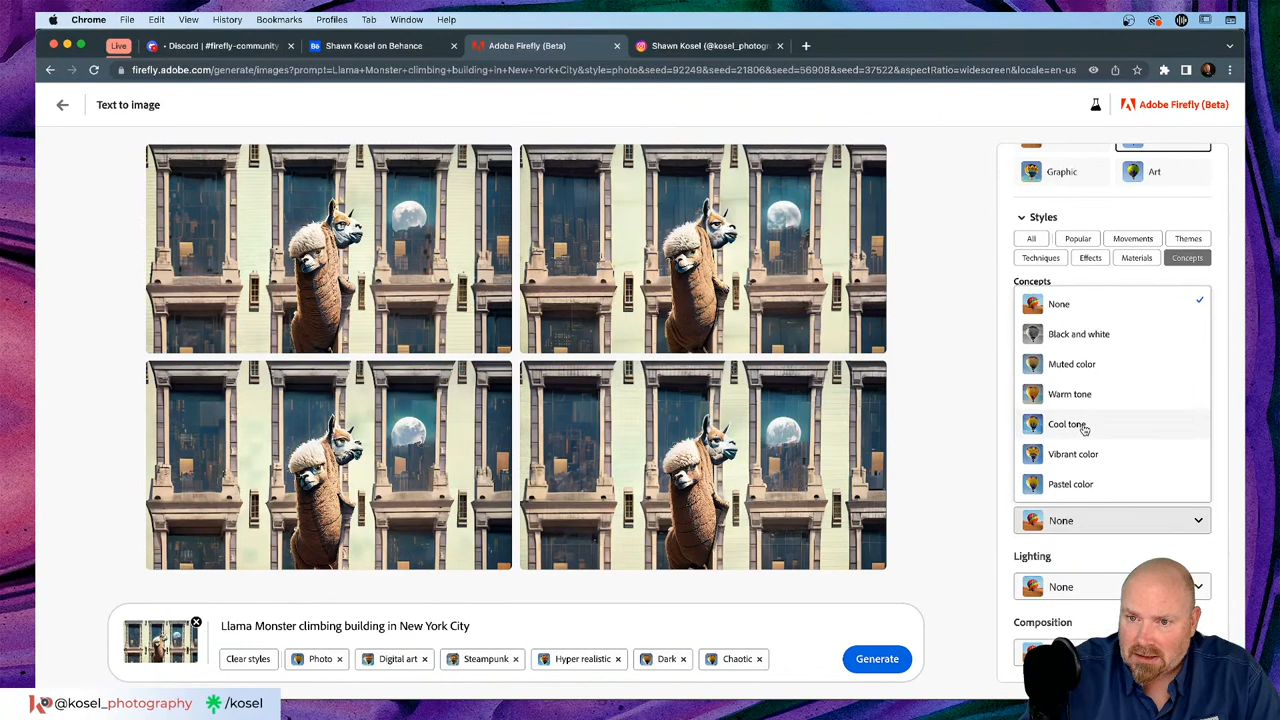 Chrome File Edit View History Bookmarks Profiles Tab Window Help
Live • Discord | #firefly-community × Shawn Kosel on Behance × Adobe Firefly (Beta) × Shawn Kosel (@kosel_photogr × +
firefly.adobe.com/generate/images?prompt=Llama+Monster+climbing+building+in+New+York+City&style=photo&seed=92249&seed=21806&seed=56908&seed=37522&aspectRatio=widescreen&locale=en-us
Text to image
Adobe Firefly (Beta)
Graphic Art
Styles
All Popular Movements Themes
Techniques Effects Materials Concepts
Concepts
None
Black and white
Muted color
Warm tone
Cool tone
Vibrant color
Pastel color
None
Lighting
None
Composition
Llama Monster climbing building in New York City
Clear styles Photo × Digital art × Steampunk × Hyper realistic × Dark × Chaotic ×
Generate
@kosel_photography /kosel